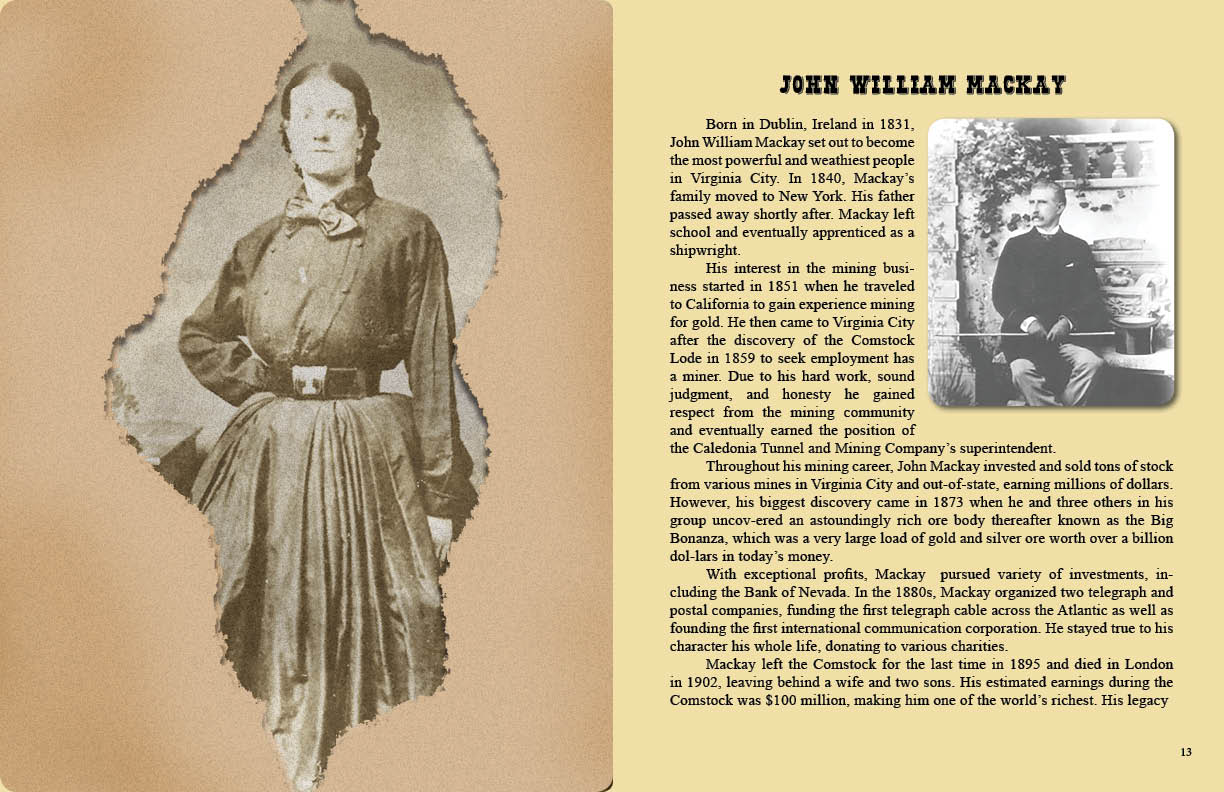 JOHN WILLIAM MACKAY
Born in Dublin, Ireland in 1831,
John William Mackay set out to become
the most powerful and weathiest people
in Virginia City. In 1840, Mackay's
family moved to New York. His father
passed away shortly after. Mackay left
school and eventually apprenticed as a
shipwright.
His interest in the mining busi-
ness started in 1851 when he traveled
to California to gain experience mining
for gold. He then came to Virginia City
after the discovery of the Comstock
Lode in 1859 to seek employment has
a miner. Due to his hard work, sound
judgment, and honesty he gained
respect from the mining community
and eventually earned the position of
the Caledonia Tunnel and Mining Company's superintendent.
Throughout his mining career, John Mackay invested and sold tons of stock
from various mines in Virginia City and out-of-state, earning millions of dollars.
However, his biggest discovery came in 1873 when he and three others in his
group uncov-ered an astoundingly rich ore body thereafter known as the Big
Bonanza, which was a very large load of gold and silver ore worth over a billion
dol-lars in today's money.
With exceptional profits, Mackay pursued variety of investments, in-
cluding the Bank of Nevada. In the 1880s, Mackay organized two telegraph and
postal companies, funding the first telegraph cable across the Atlantic as well as
founding the first international communication corporation. He stayed true to his
character his whole life, donating to various charities.
Mackay left the Comstock for the last time in 1895 and died in London
in 1902, leaving behind a wife and two sons. His estimated earnings during the
Comstock was $100 million, making him one of the world's richest. His legacy
13